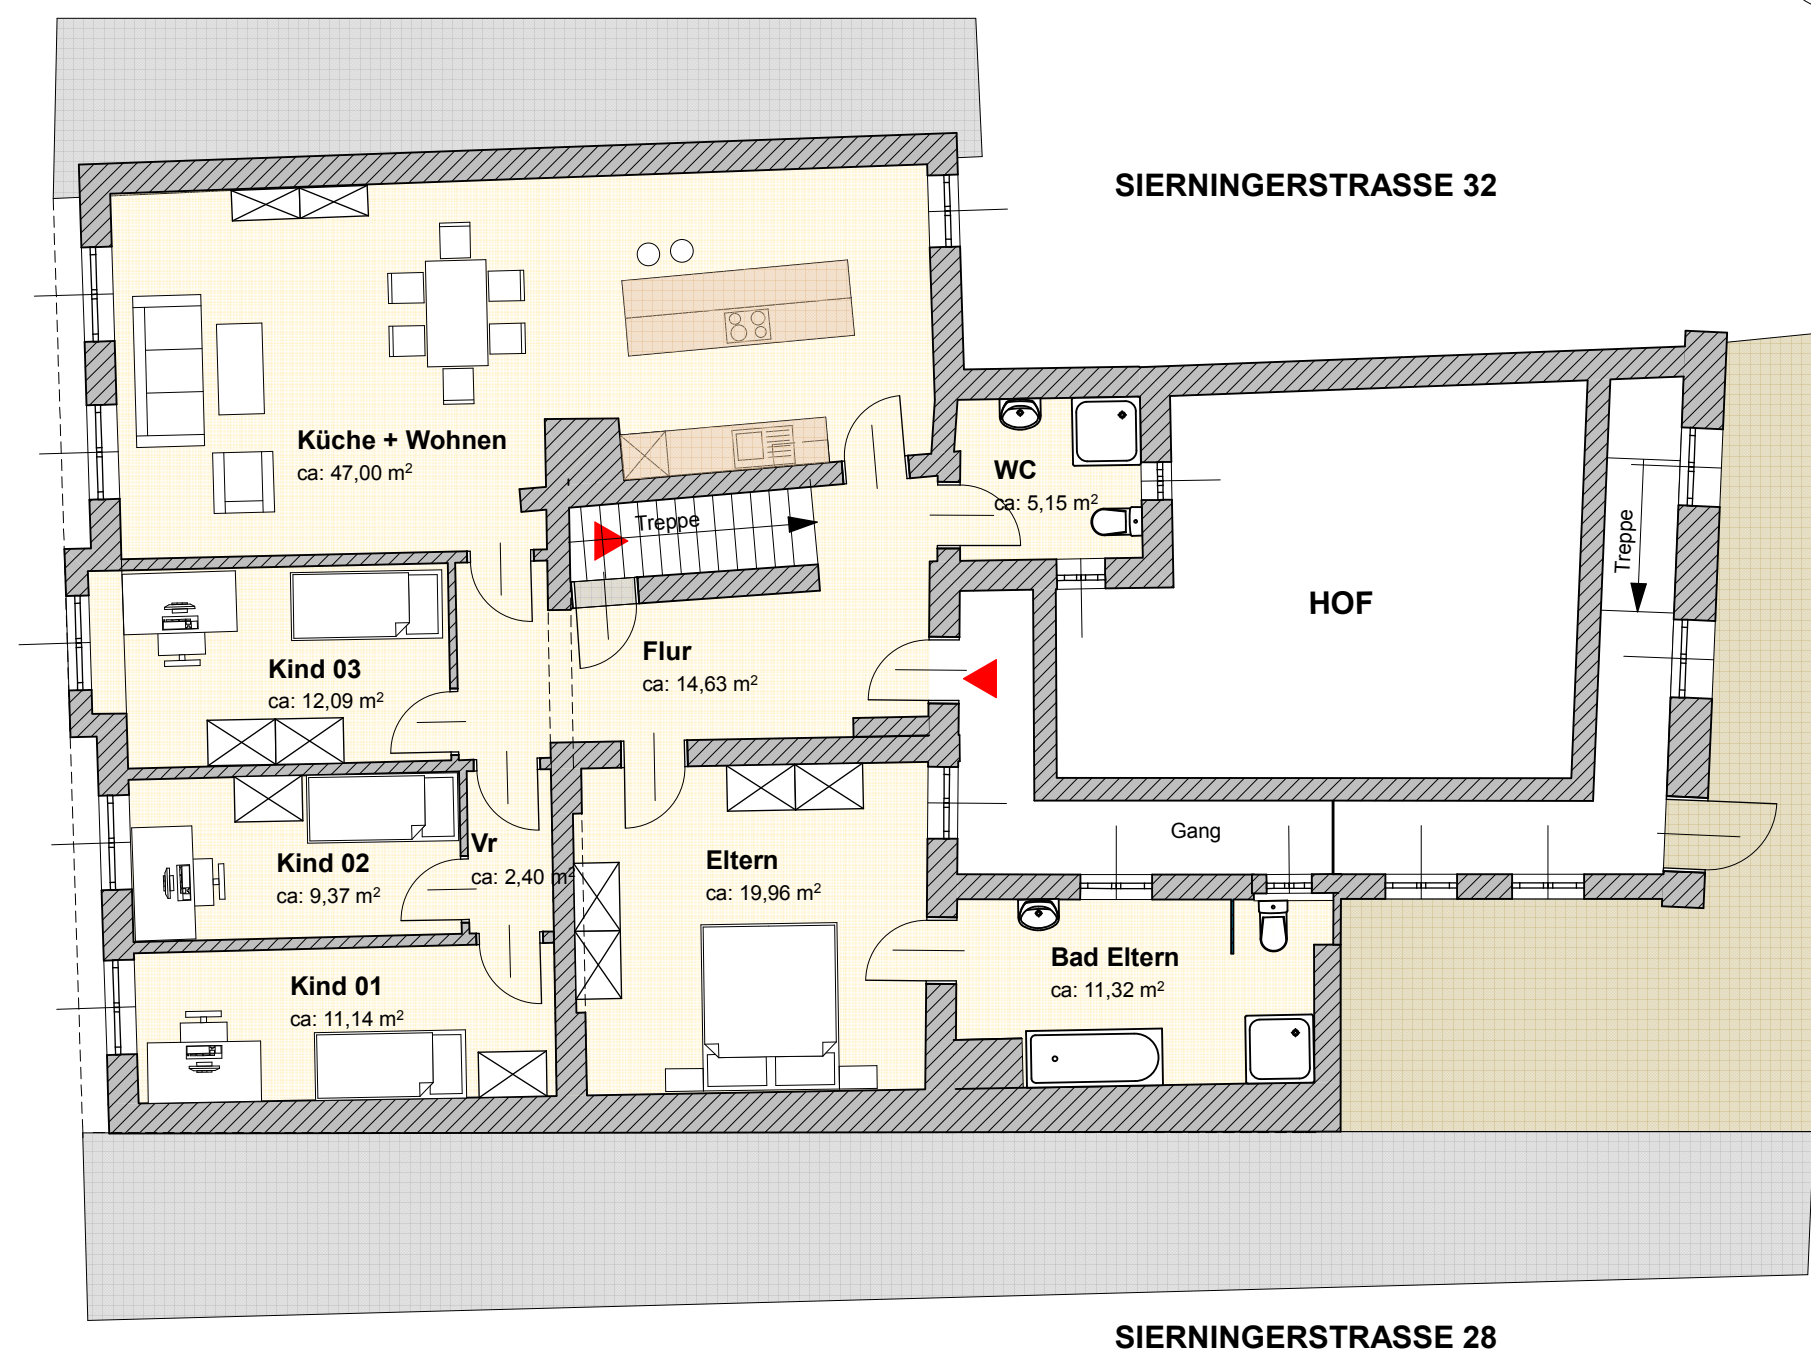 SIERNINGERSTRASSE 32
Küche + Wohnen
ca: 47,00 m²
WC
ca: 5,15 m²
Treppe
Treppe
HOF
Flur
ca: 14,63 m²
Kind 03
ca: 12,09 m²
Gang
Vr
ca: 2,40 m²
Kind 02
ca: 9,37 m²
Eltern
ca: 19,96 m²
Bad Eltern
ca: 11,32 m²
Kind 01
ca: 11,14 m²
SIERNINGERSTRASSE 28